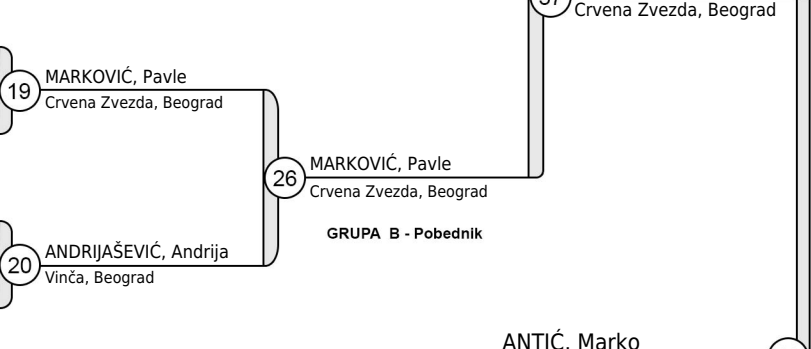 Crvena Zvezda, Beograd
MARKOVIĆ, Pavle
19
Crvena Zvezda, Beograd
MARKOVIĆ, Pavle
26
Crvena Zvezda, Beograd
GRUPA B - Pobednik
ANDRIJAŠEVIĆ, Andrija
20
Vinča, Beograd
ANTIĆ, Marko